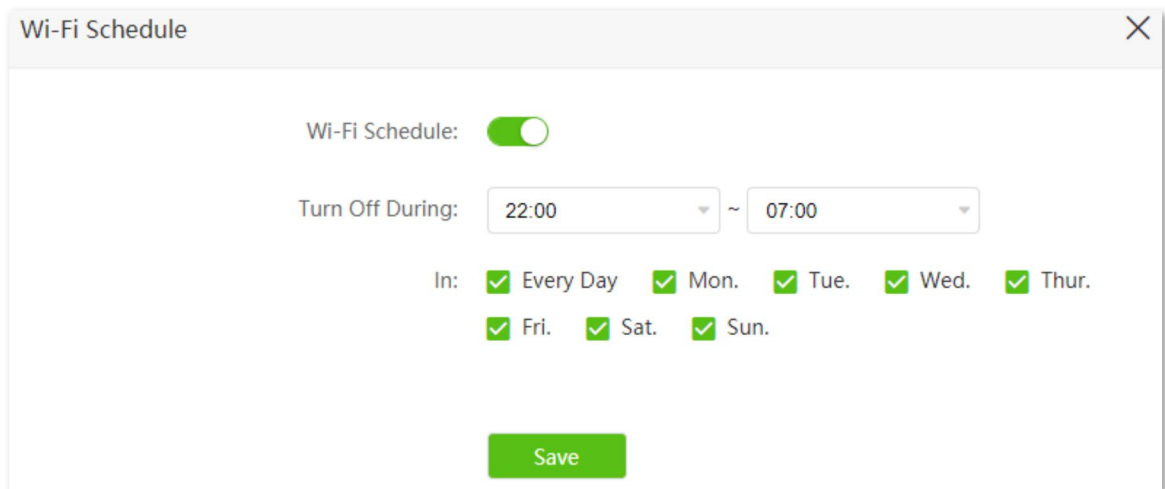 Wi-Fi Schedule
Wi-Fi Schedule:
Turn Off During: 22:00 ~ 07:00
In: Every Day Mon. Tue. Wed. Thur.
Fri. Sat. Sun.
Save